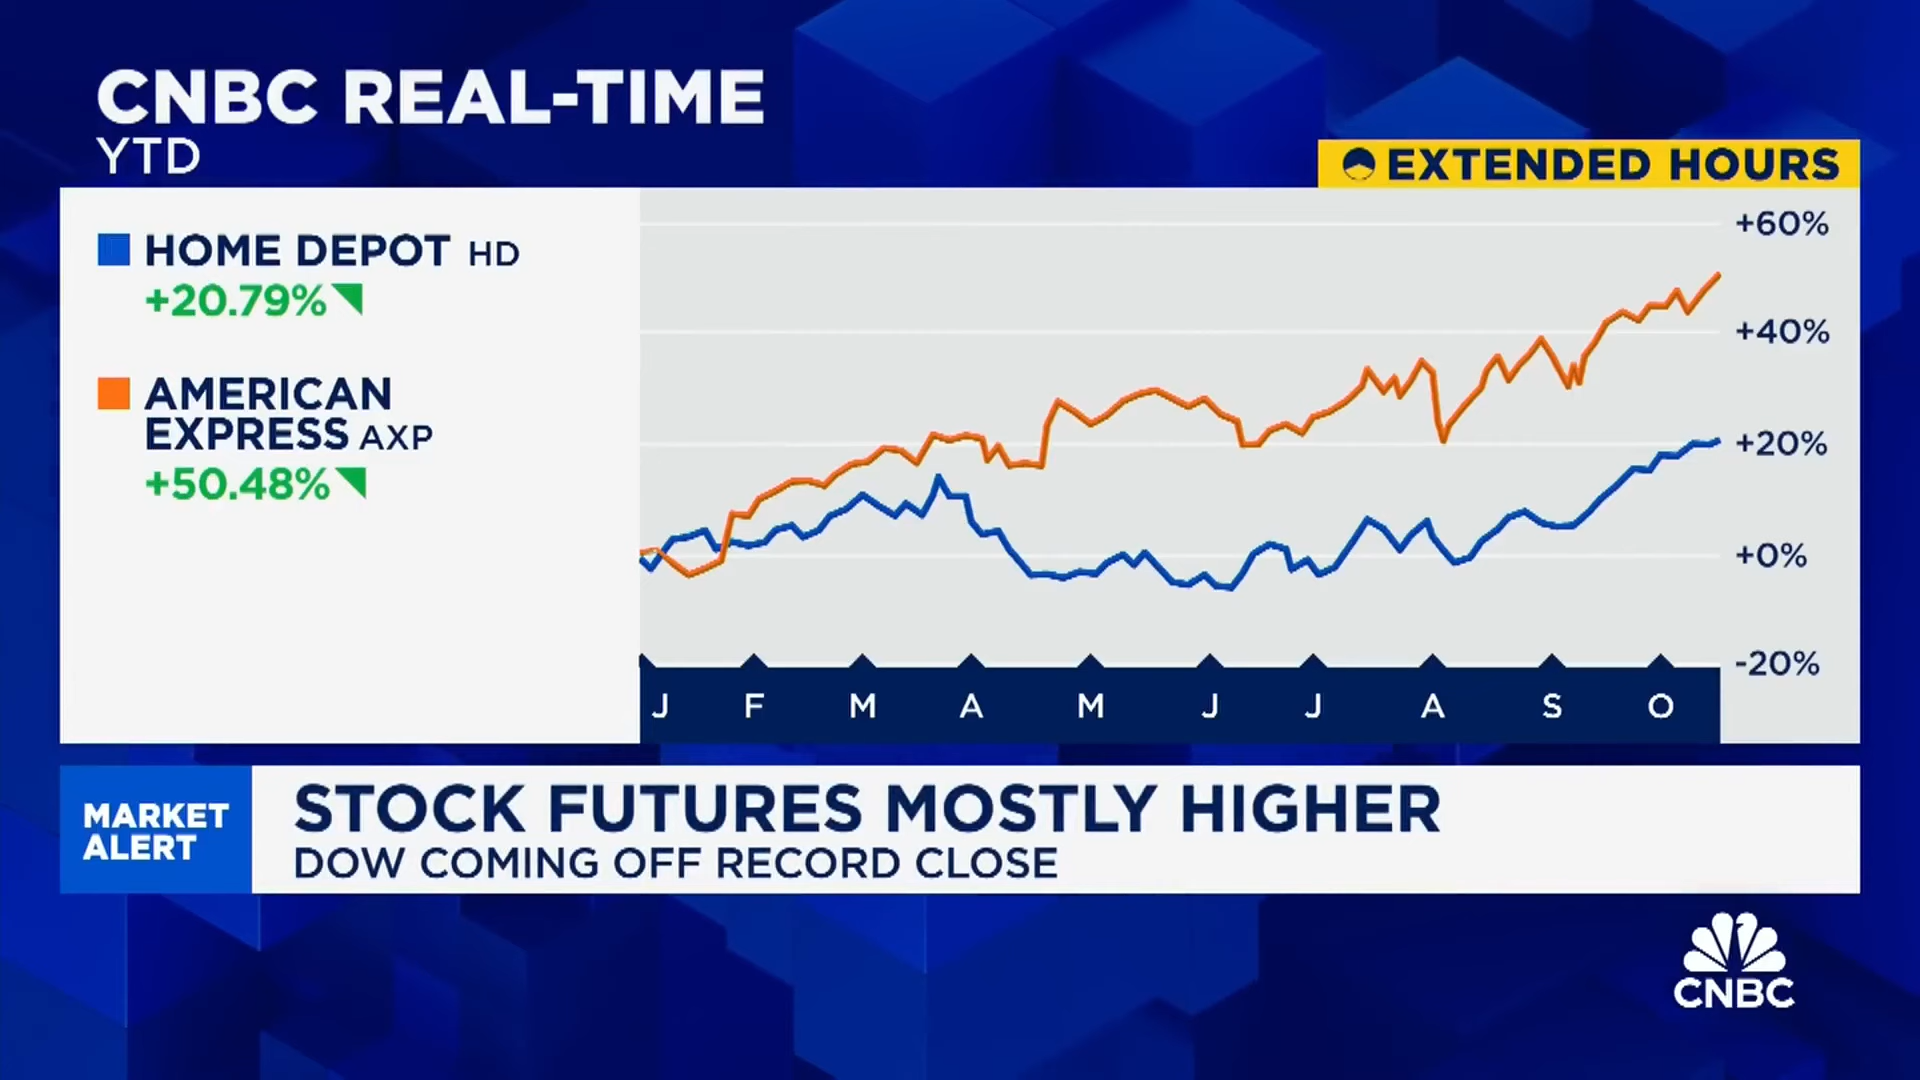 CNBC REAL-TIME
YTD
EXTENDED HOURS
HOME DEPOT HD
+20.79%
AMERICAN
EXPRESS AXP
+50.48%
+60%
+40%
+20%
+0%
-20%
J F M A M J J A S O
MARKET
ALERT
STOCK FUTURES MOSTLY HIGHER
DOW COMING OFF RECORD CLOSE
CNBC